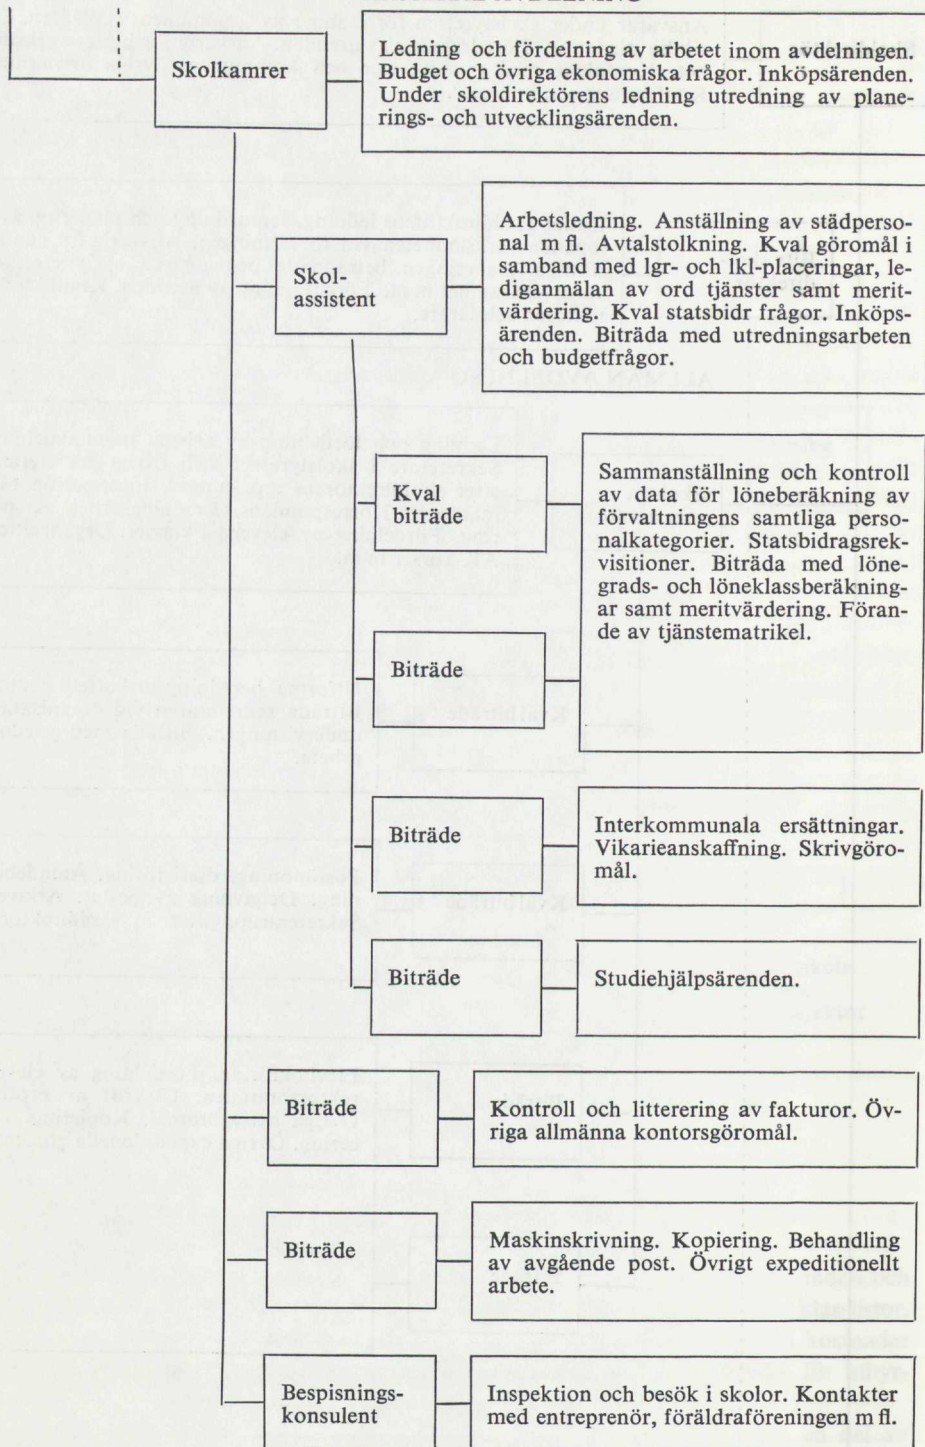 Skolkamrer
Ledning och fördelning av arbetet inom avdelningen.
Budget och övriga ekonomiska frågor. Inköpsärenden.
Under skoldirektörens ledning utredning av plane-
rings- och utvecklingsärenden.
Skol-
assistent
Arbetsledning. Anställning av städperso-
nal m fl. Avtalstolkning. Kval göromål i
samband med lgr- och lkl-placeringar, le-
diganmälan av ord tjänster samt merit-
värdering. Kval statsbidr frågor. Inköps-
ärenden. Biträda med utredningsarbeten
och budgetfrågor.
Kval
biträde
Sammanställning och kontroll
av data för löneberäkning av
förvaltningens samtliga perso-
nalkategorier. Statsbidragsrek-
visitioner. Biträda med löne-
grads- och löneklassberäkning-
ar samt meritvärdering. Föran-
de av tjänstematrikel.
Biträde
Biträde
Interkommunala ersättningar.
Vikarieanskaffning. Skrivgöro-
mål.
Biträde
Studiehjälpsärenden.
Biträde
Kontroll och litterering av fakturor. Öv-
riga allmänna kontorsgöromål.
Biträde
Maskinskrivning. Kopiering. Behandling
av avgående post. Övrigt expeditionellt
arbete.
Bespisnings-
konsulent
Inspektion och besök i skolor. Kontakter
med entreprenör, föräldraföreningen m fl.